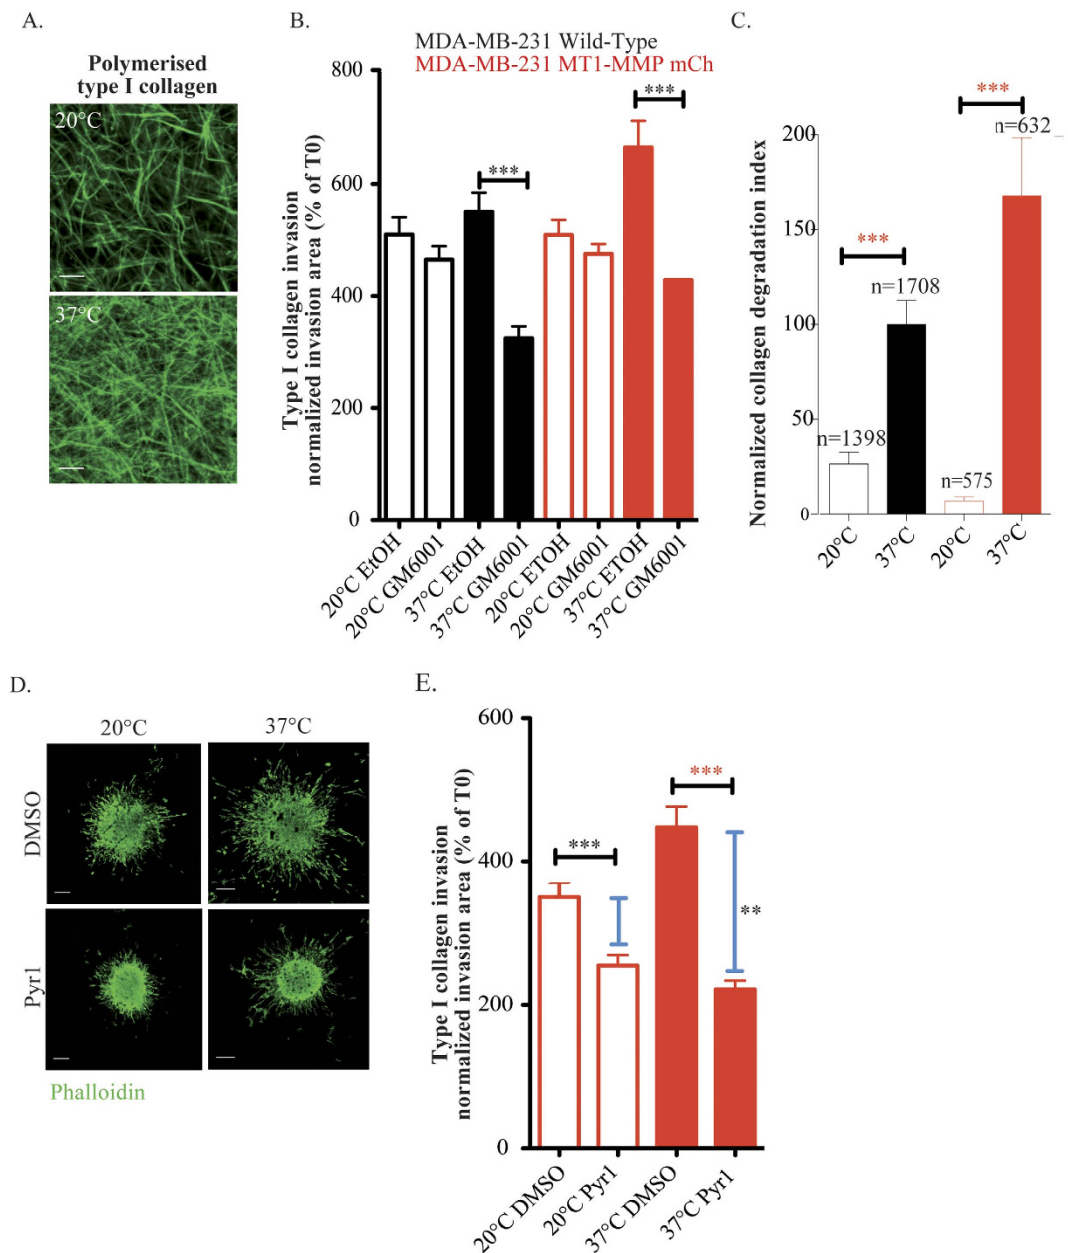 A.
Polymerised
type I collagen
20°C
37°C
B.
MDA-MB-231 Wild-Type
MDA-MB-231 MT1-MMP mCh
Type I collagen invasion
normalized invasion area (% of T0)
800
600
400
200
0
***
***
20°C EtOH
20°C GM6001
37°C EtOH
37°C GM6001
20°C ETOH
20°C GM6001
37°C ETOH
37°C GM6001
C.
Normalized collagen degradation index
200
150
100
50
0
***
***
n=1398
n=1708
n=575
n=632
20°C
37°C
20°C
37°C
D.
20°C
37°C
DMSO
Pyr1
Phalloidin
E.
Type I collagen invasion
normalized invasion area (% of T0)
600
400
200
0
***
***
**
20°C DMSO
20°C Pyr1
37°C DMSO
37°C Pyr1